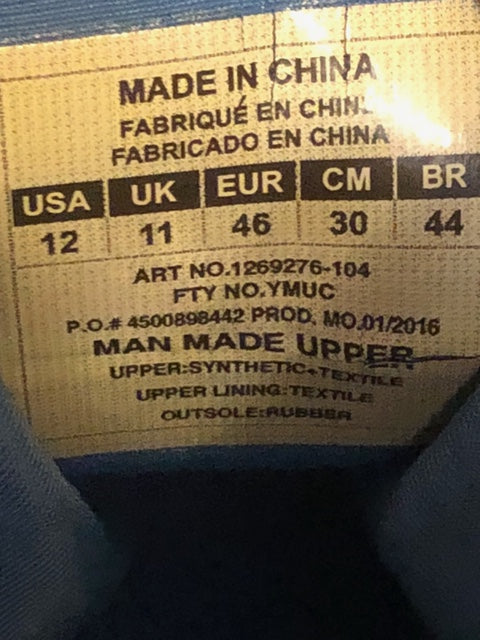 MADE IN CHINA
FABRIQUÉ EN CHIN
FABRICADO EN CHINA
USA UK EUR CM BR
12 11 46 30 44
ART NO.1269276-104
FTY NO.YMUC
P.O.# 4500898442 PROD. MO.01/2016
MAN MADE UPPER
UPPER:SYNTHETIC+TEXTILE
UPPER LINING:TEXTILE
OUTSOLE:RUBBER